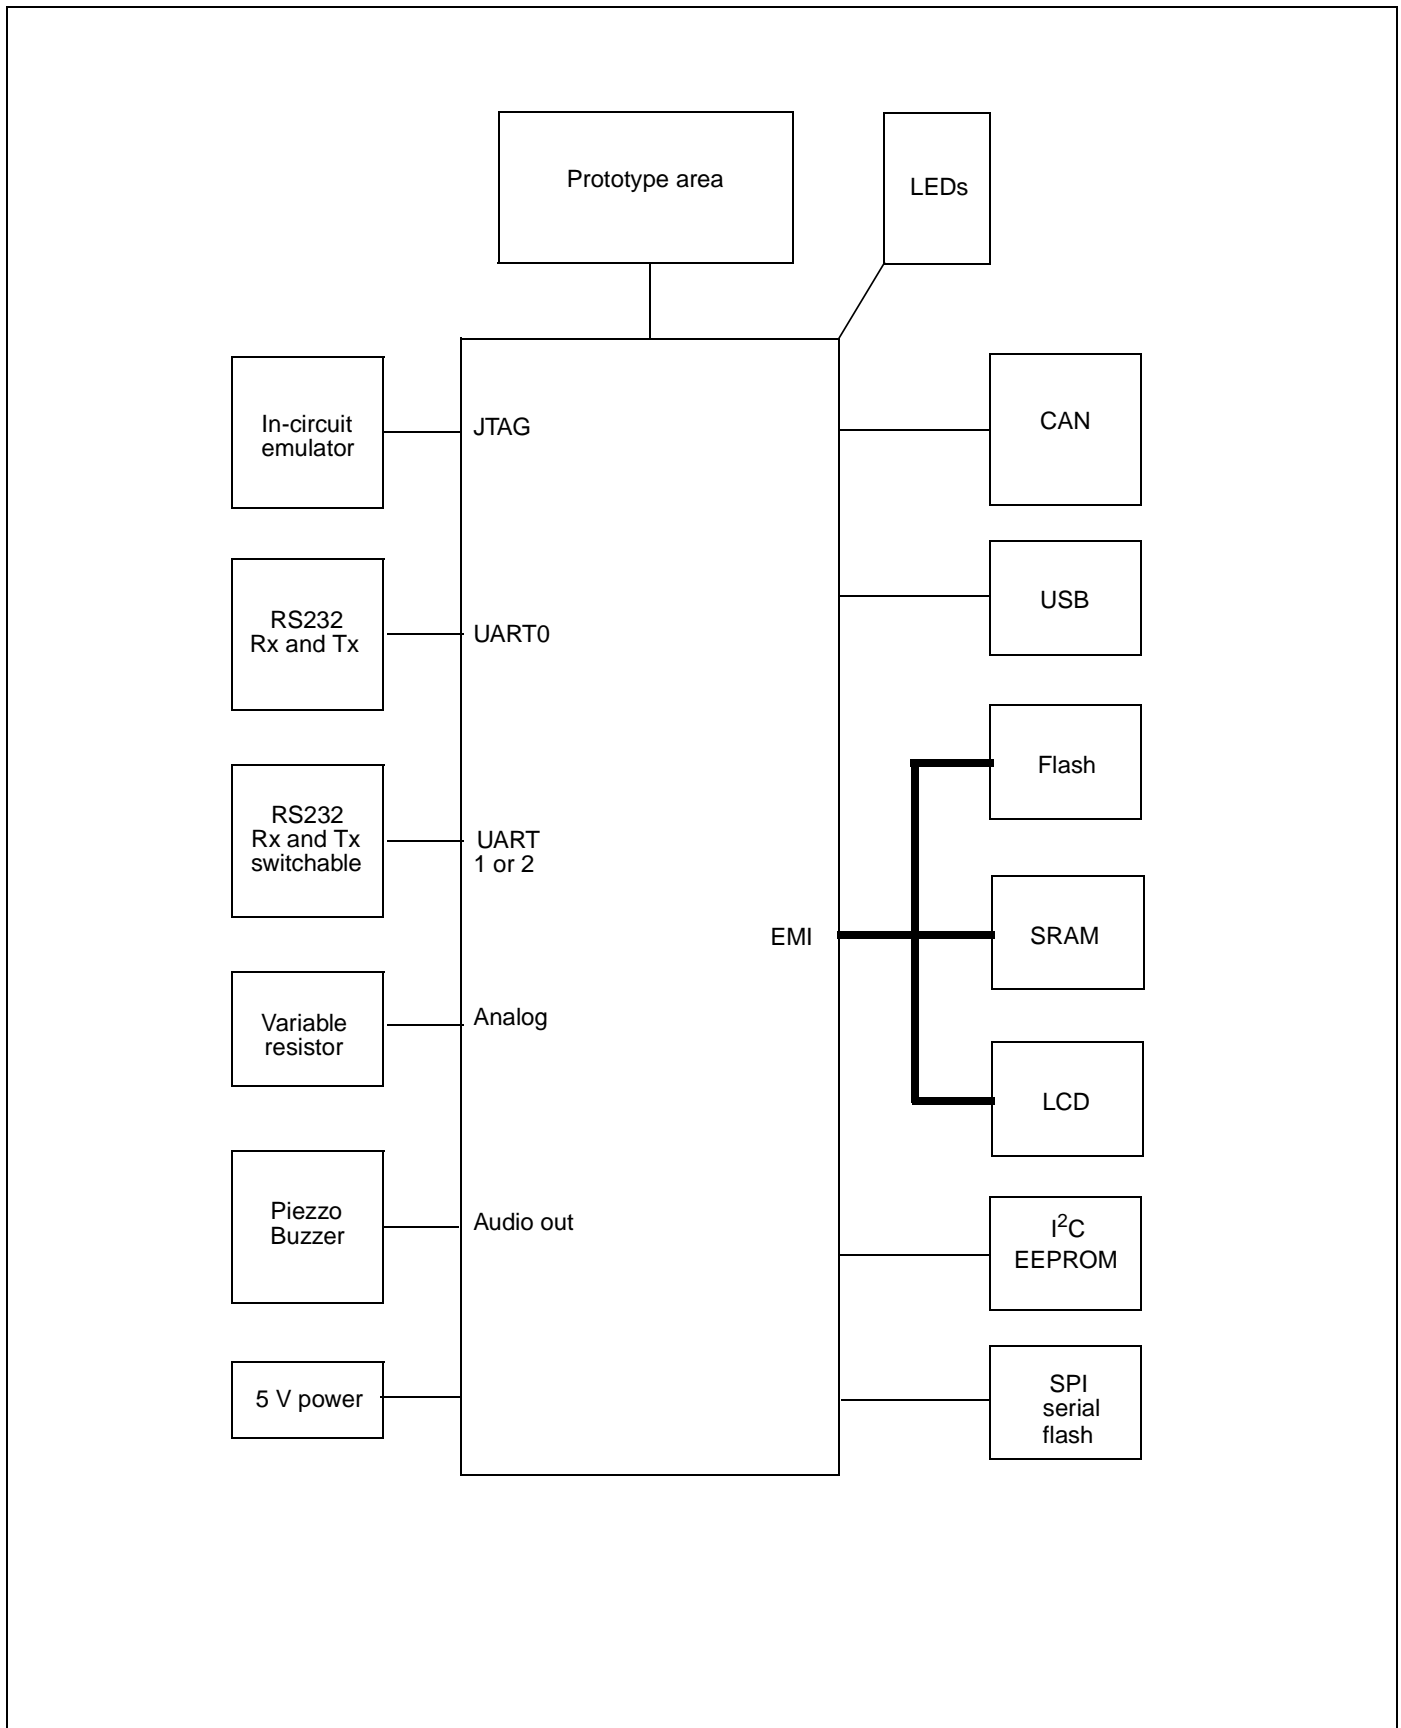 Prototype area
LEDs
In-circuit
emulator
JTAG
CAN
RS232
Rx and Tx
UART0
USB
Flash
RS232
Rx and Tx
switchable
UART
1 or 2
EMI
SRAM
Variable
resistor
Analog
LCD
Piezzo
Buzzer
Audio out
I²C
EEPROM
5 V power
SPI
serial
flash